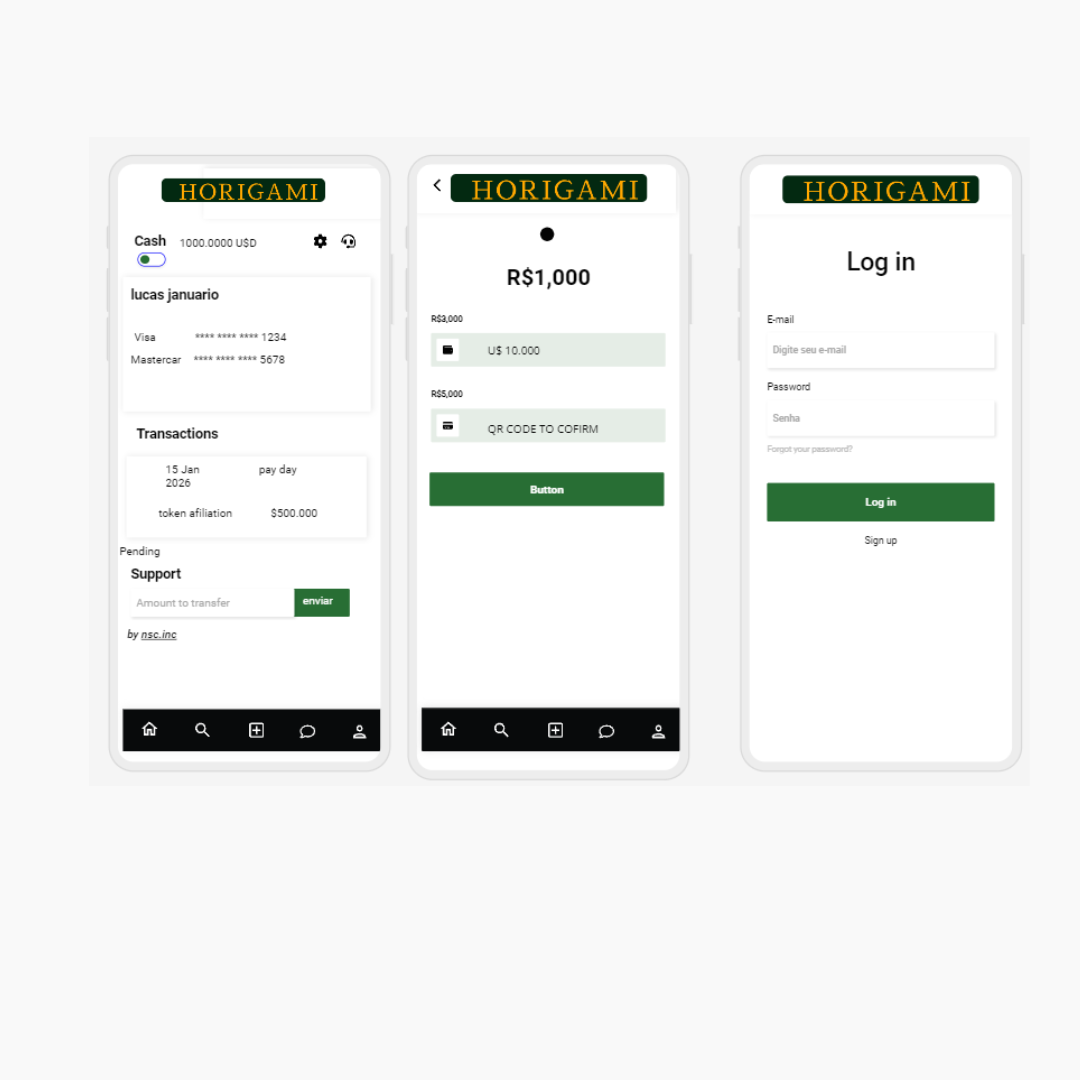 HORIGAMI
Cash 1000.0000 U$D
lucas januario
Visa **** **** **** 1234
Mastercar **** **** **** 5678
Transactions
15 Jan
2026
pay day
token afiliation $500.000
Pending
Support
Amount to transfer
enviar
by nsc.inc
HORIGAMI
R$1,000
R$3,000
U$ 10.000
R$5,000
QR CODE TO COFIRM
Button
HORIGAMI
Log in
E-mail
Digite seu e-mail
Password
Senha
Forgot your password?
Log in
Sign up